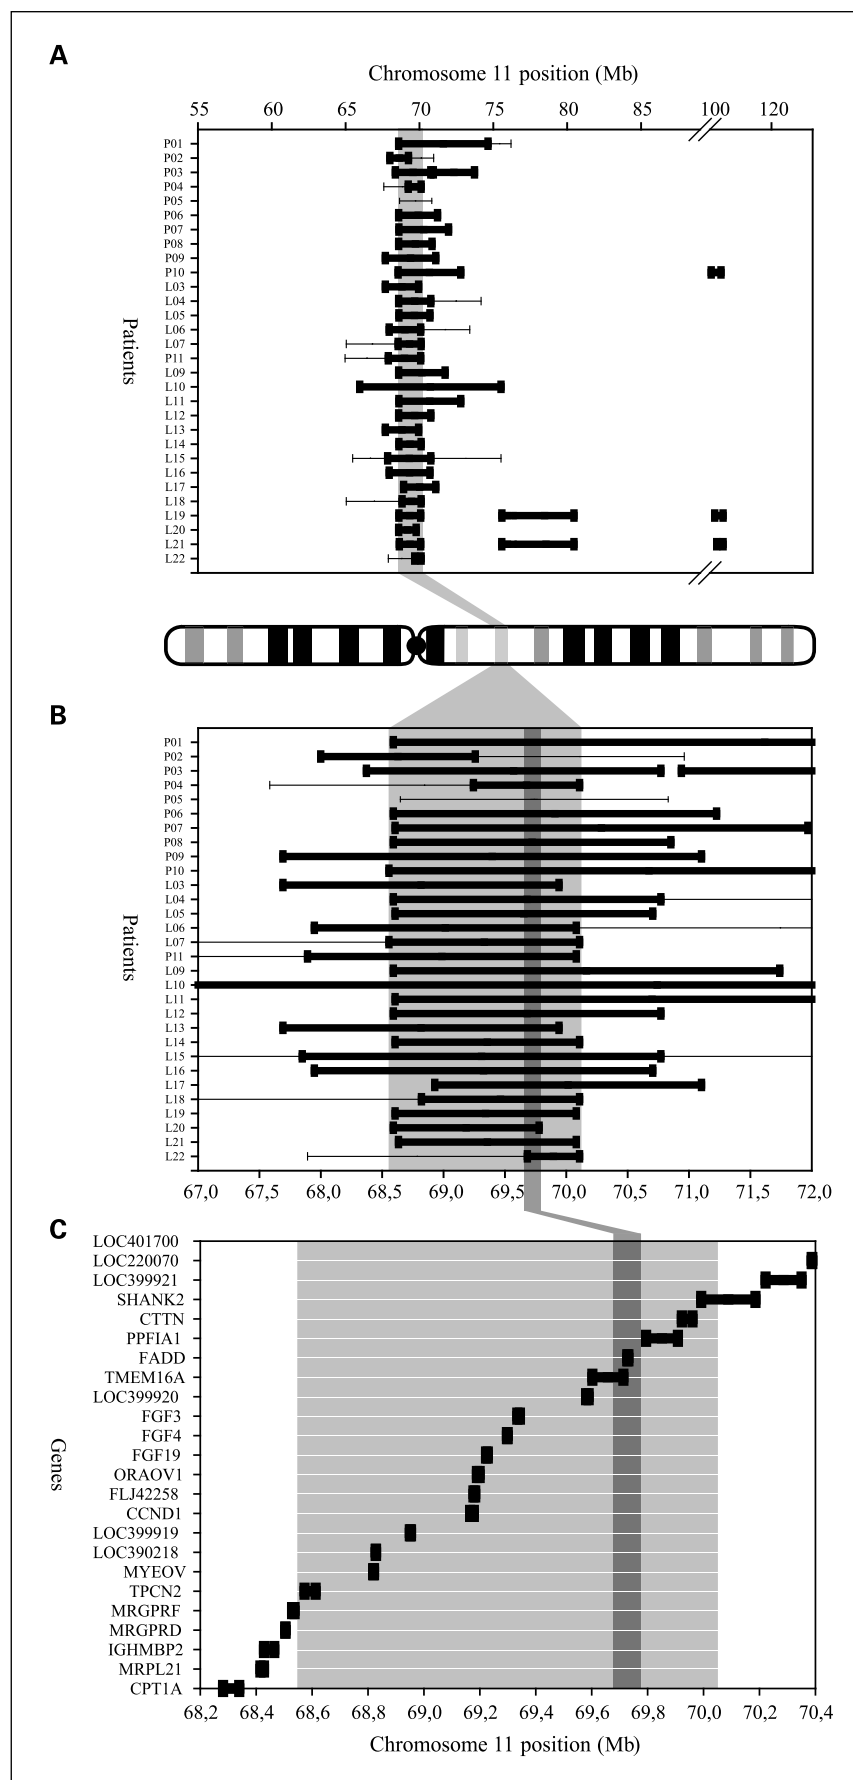 A
Chromosome 11 position (Mb)
55 60 65 70 75 80 85 100 120
Patients
P01
P02
P03
P04
P05
P06
P07
P08
P09
P10
L03
L04
L05
L06
L07
P11
L09
L10
L11
L12
L13
L14
L15
L16
L17
L18
L19
L20
L21
L22
B
Patients
P01
P02
P03
P04
P05
P06
P07
P08
P09
P10
L03
L04
L05
L06
L07
P11
L09
L10
L11
L12
L13
L14
L15
L16
L17
L18
L19
L20
L21
L22
67,0 67,5 68,0 68,5 69,0 69,5 70,0 70,5 71,0 71,5 72,0
C
Genes
LOC401700
LOC220070
LOC399921
SHANK2
CTTN
PPFIA1
FADD
TMEM16A
LOC399920
FGF3
FGF4
FGF19
ORAOV1
FLJ42258
CCND1
LOC399919
LOC390218
MYEOV
TPCN2
MRGPRF
MRGPRD
IGHMBP2
MRPL21
CPT1A
68,2 68,4 68,6 68,8 69,0 69,2 69,4 69,6 69,8 70,0 70,2 70,4
Chromosome 11 position (Mb)